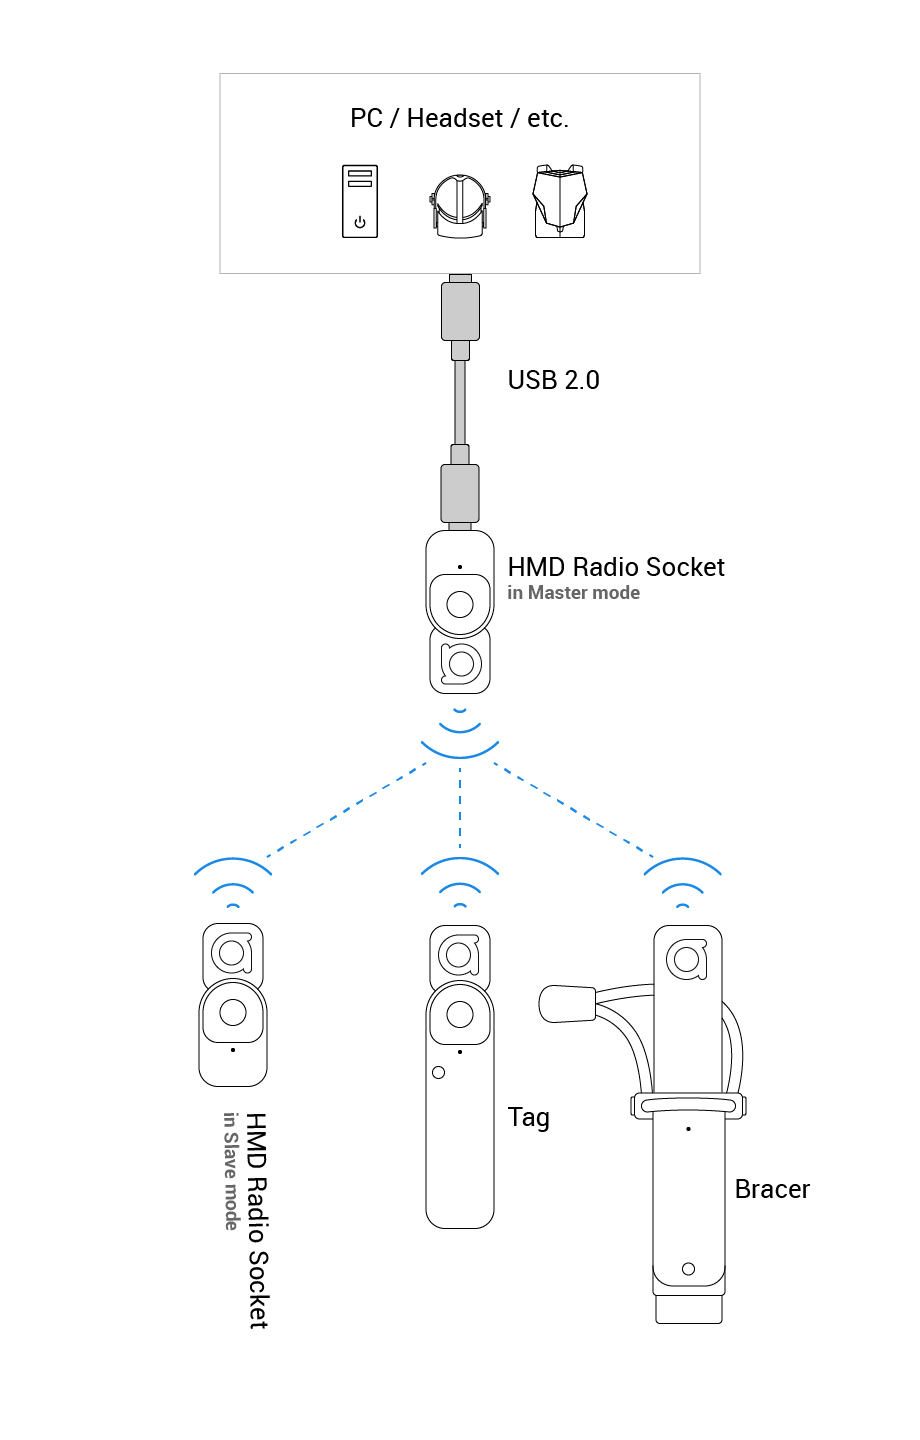 PC / Headset / etc.
USB 2.0
HMD Radio Socket
in Master mode
HMD Radio Socket
in Slave mode
Tag
Bracer